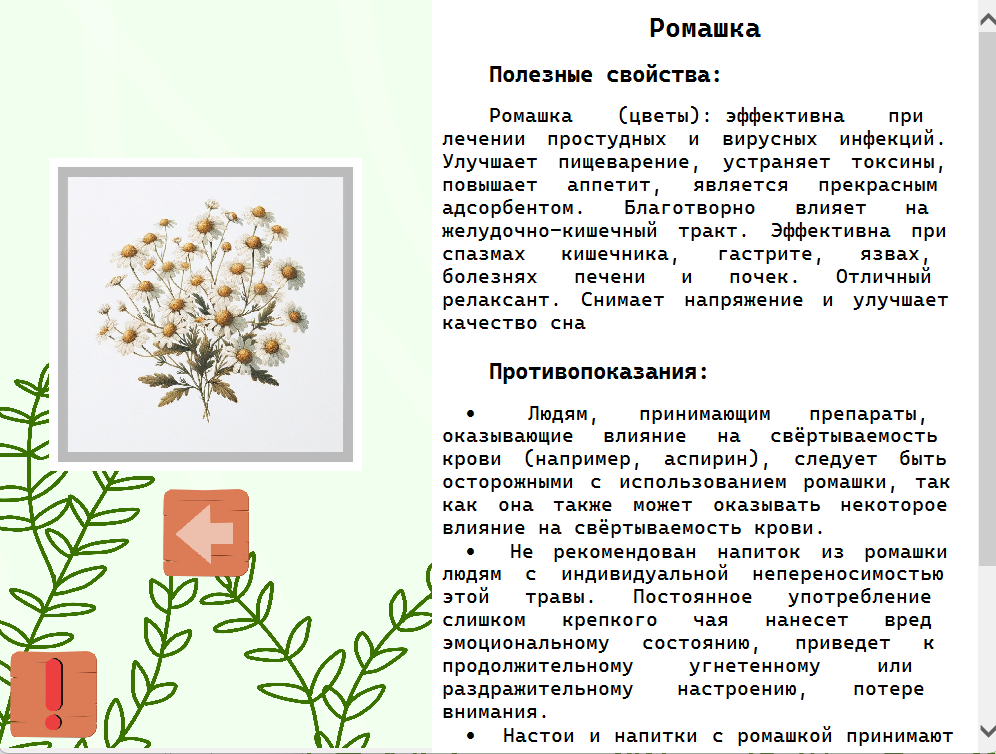 Ромашка
Полезные свойства:
Ромашка (цветы): эффективна при
лечении простудных и вирусных инфекций.
Улучшает пищеварение, устраняет токсины,
повышает аппетит, является прекрасным
адсорбентом. Благотворно влияет на
желудочно-кишечный тракт. Эффективна при
спазмах кишечника, гастрите, язвах,
болезнях печени и почек. Отличный
релаксант. Снимает напряжение и улучшает
качество сна
Противопоказания:
• Людям, принимающим препараты,
оказывающие влияние на свёртываемость
крови (например, аспирин), следует быть
осторожными с использованием ромашки, так
как она также может оказывать некоторое
влияние на свёртываемость крови.
• Не рекомендован напиток из ромашки
людям с индивидуальной непереносимостью
этой травы. Постоянное употребление
слишком крепкого чая нанесет вред
эмоциональному состоянию, приведет к
продолжительному угнетенному или
раздражительному настроению, потере
внимания.
• Настои и напитки с ромашкой принимают